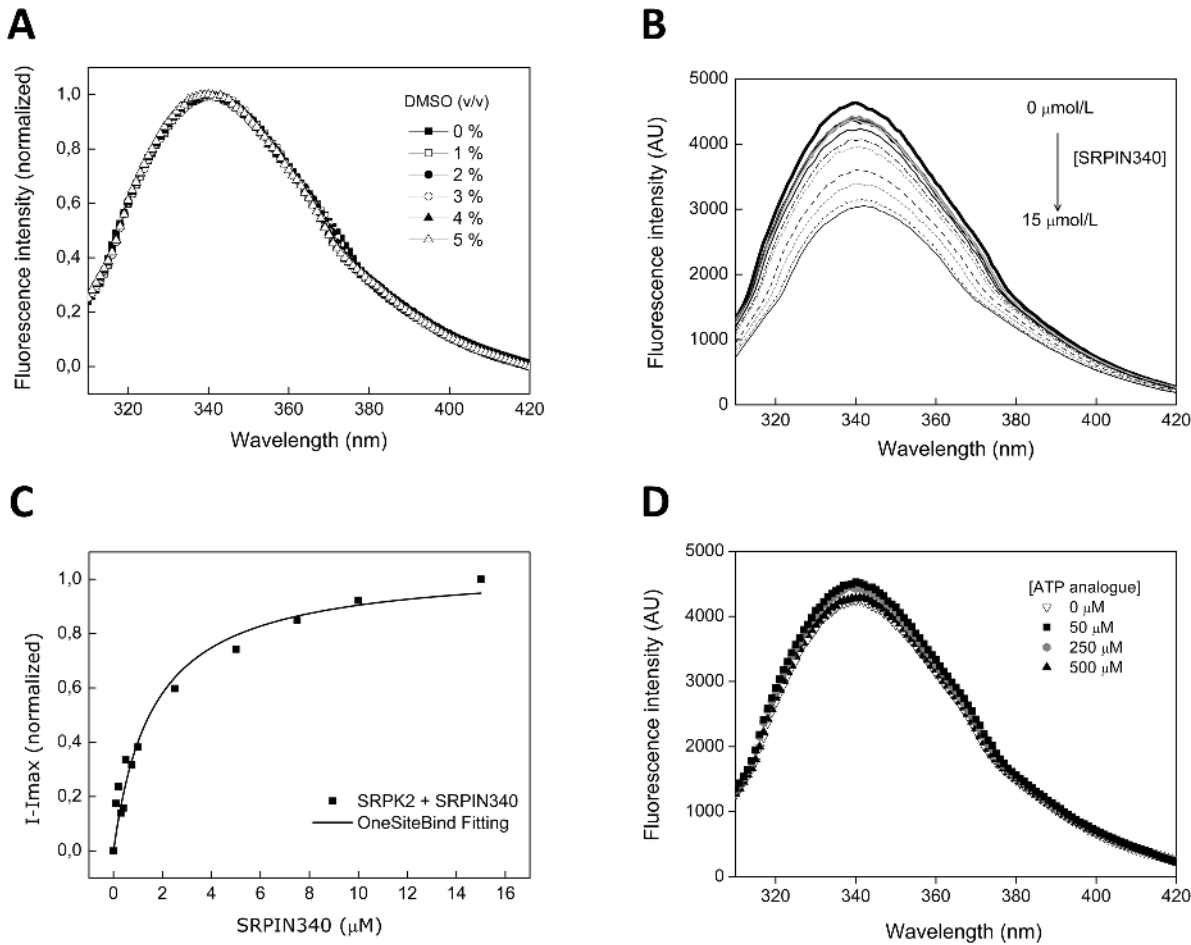 A
Fluorescence intensity (normalized)
1,0
0,8
0,6
0,4
0,2
0,0
DMSO (v/v)
0 %
1 %
2 %
3 %
4 %
5 %
320 340 360 380 400 420
Wavelength (nm)
B
Fluorescence intensity (AU)
5000
4000
3000
2000
1000
0
0 μmol/L
[SRPIN340]
15 μmol/L
320 340 360 380 400 420
Wavelength (nm)
C
I-Imax (normalized)
1,0
0,8
0,6
0,4
0,2
0,0
SRPK2 + SRPIN340
OneSiteBind Fitting
0 2 4 6 8 10 12 14 16
SRPIN340 (μM)
D
Fluorescence intensity (AU)
5000
4000
3000
2000
1000
0
[ATP analogue]
0 μM
50 μM
250 μM
500 μM
320 340 360 380 400 420
Wavelength (nm)